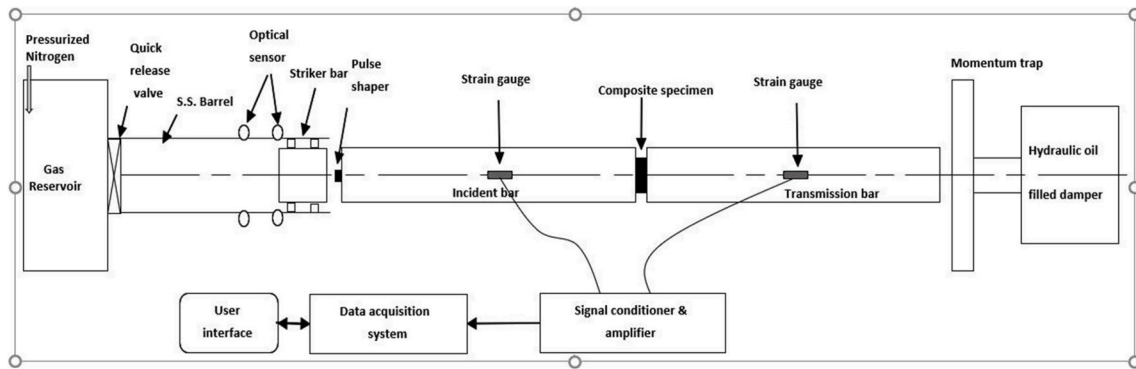 Pressurized
Nitrogen
Quick
release
valve
S.S. Barrel
Optical
sensor
Striker bar
Pulse
shaper
Strain gauge
Composite specimen
Strain gauge
Momentum trap
Gas
Reservoir
Incident bar
Transmission bar
Hydraulic oil
filled damper
User
interface
Data acquisition
system
Signal conditioner &
amplifier